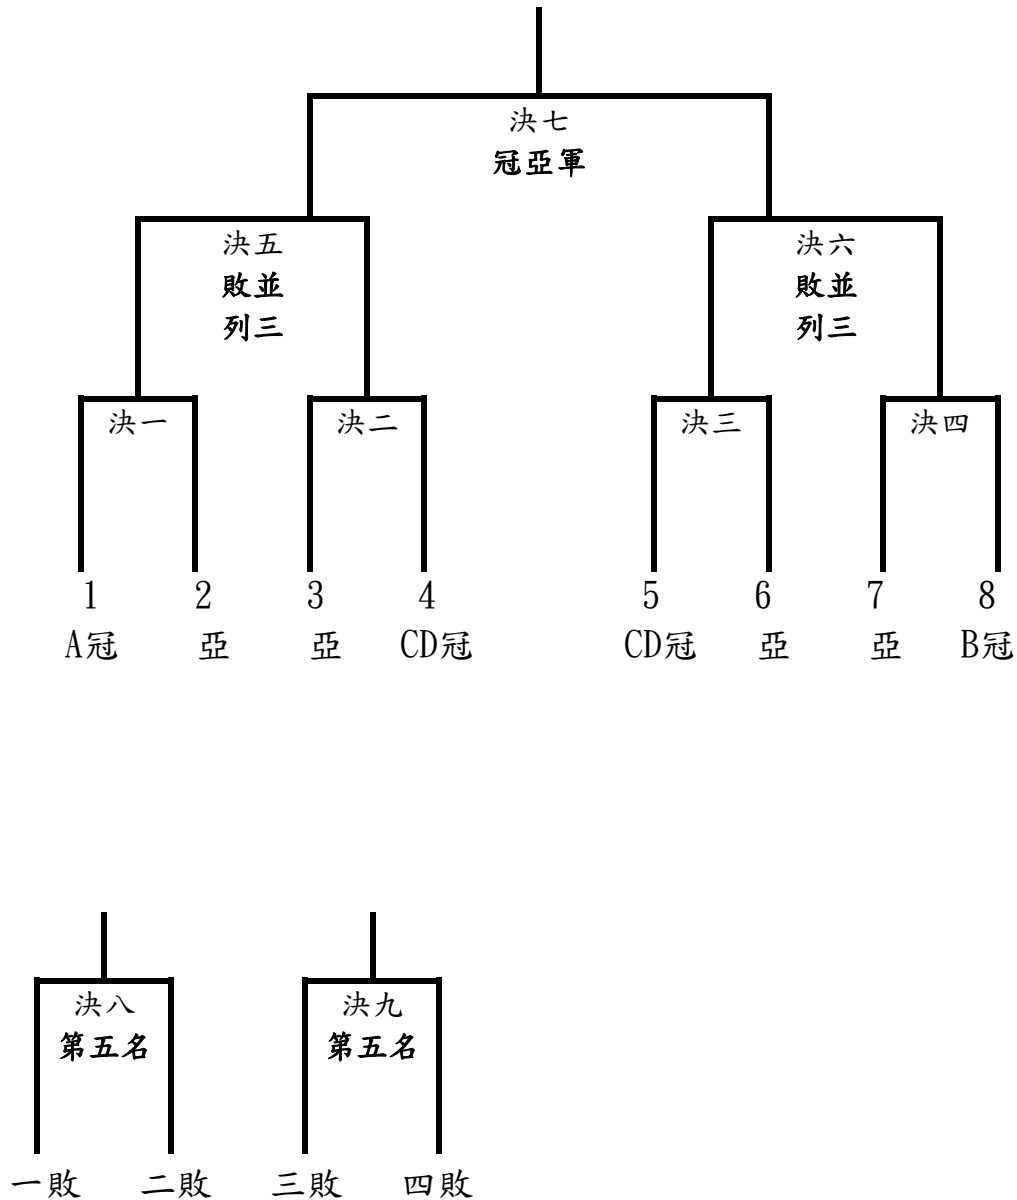 決七
冠亞軍
決五 決六
敗並 敗並
列三 列三
決一 決二 決三 決四
1 2 3 4 5 6 7 8
A冠 亞 亞 CD冠 CD冠 亞 亞 B冠
決八 決九
第五名 第五名
一敗 二敗 三敗 四敗